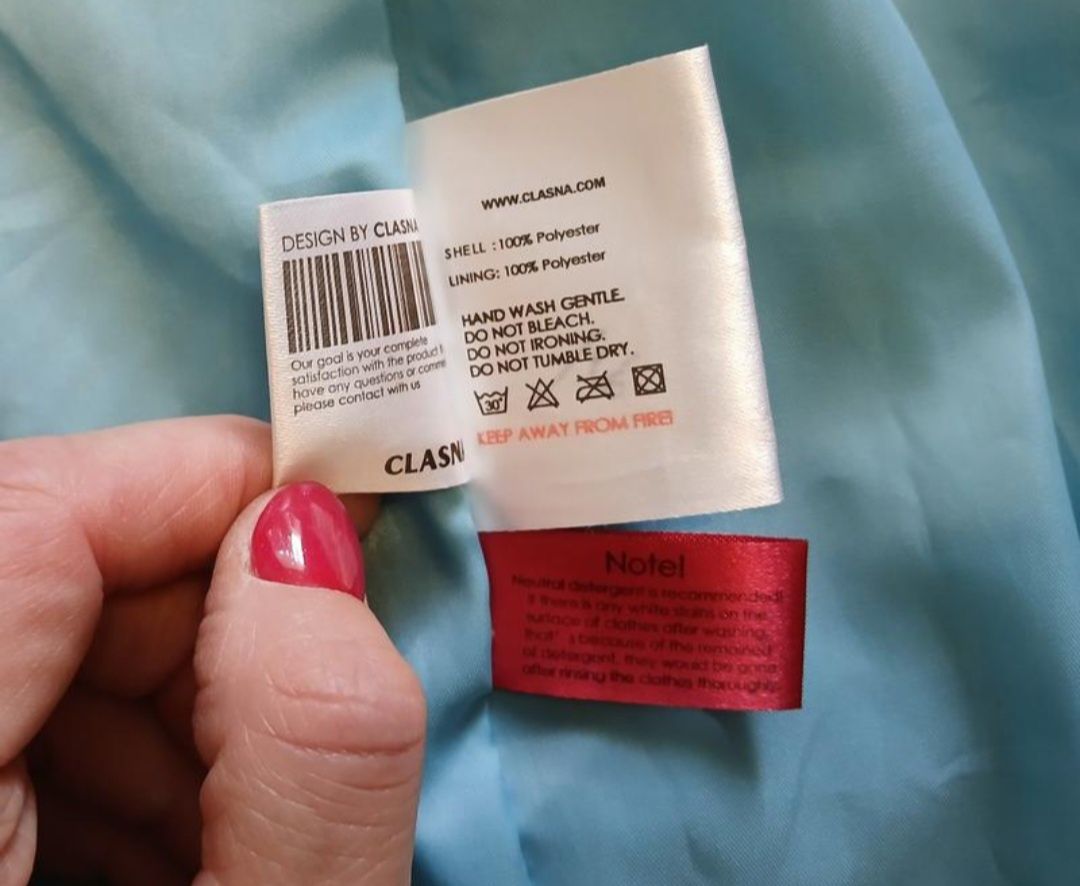 DESIGN BY CLASNA
Our goal is your complete
satisfaction with the product
have any questions or comme
please contact with us
CLASN
WWW.CLASNA.COM
SHELL :100% Polyester
LINING: 100% Polyester
HAND WASH GENTLE.
DO NOT BLEACH.
DO NOT IRONING.
DO NOT TUMBLE DRY.
30°
KEEP AWAY FROM FIRE!
Note!
Neutral detergent is recommended!
If there is any white stains on the
surface of clothes after washing,
that' s because of the remained
of detergent, they would be gone
after rinsing the clothes thoroughly